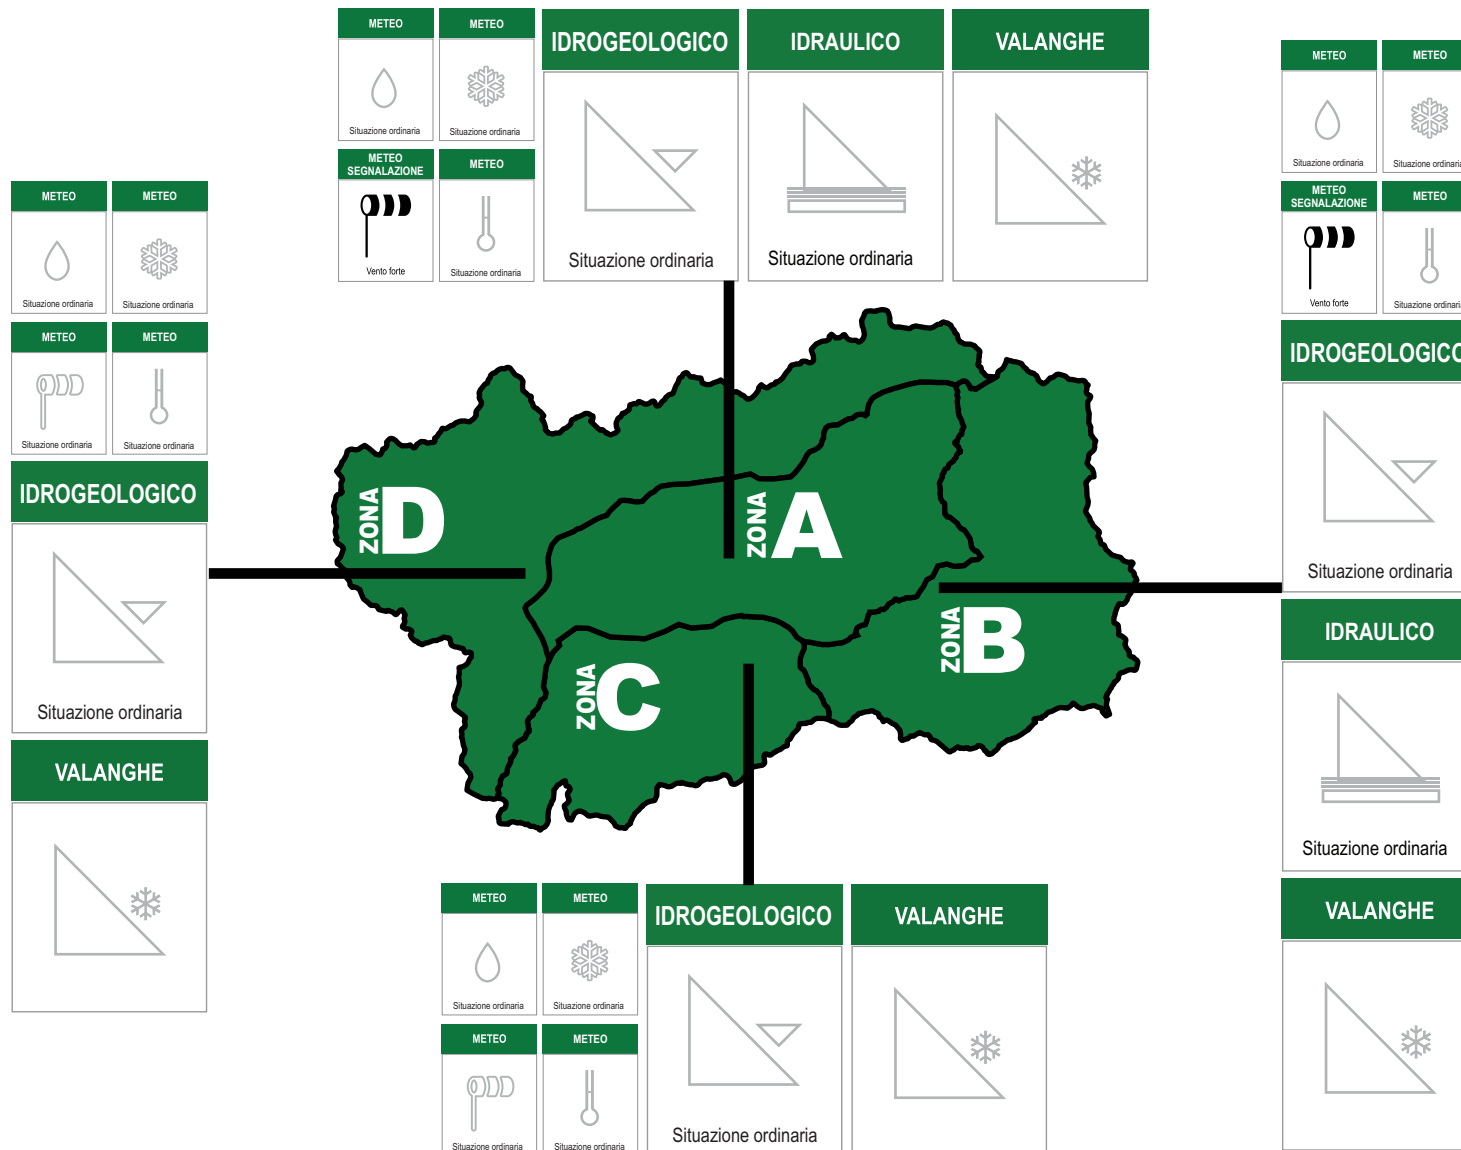 METEO
METEO
IDROGEOLOGICO
IDRAULICO
VALANGHE
Situazione ordinaria
Situazione ordinaria
METEO
SEGNALAZIONE
METEO
Vento forte
Situazione ordinaria
Situazione ordinaria
Situazione ordinaria
METEO
METEO
Situazione ordinaria
Situazione ordinaria
METEO
SEGNALAZIONE
METEO
Vento forte
Situazione ordinaria
IDROGEOLOGICO
Situazione ordinaria
IDRAULICO
Situazione ordinaria
VALANGHE
METEO
METEO
Situazione ordinaria
Situazione ordinaria
METEO
METEO
Situazione ordinaria
Situazione ordinaria
IDROGEOLOGICO
Situazione ordinaria
VALANGHE
ZONA D
ZONA A
ZONA B
ZONA C
METEO
METEO
IDROGEOLOGICO
VALANGHE
Situazione ordinaria
Situazione ordinaria
METEO
METEO
Situazione ordinaria
Situazione ordinaria
Situazione ordinaria